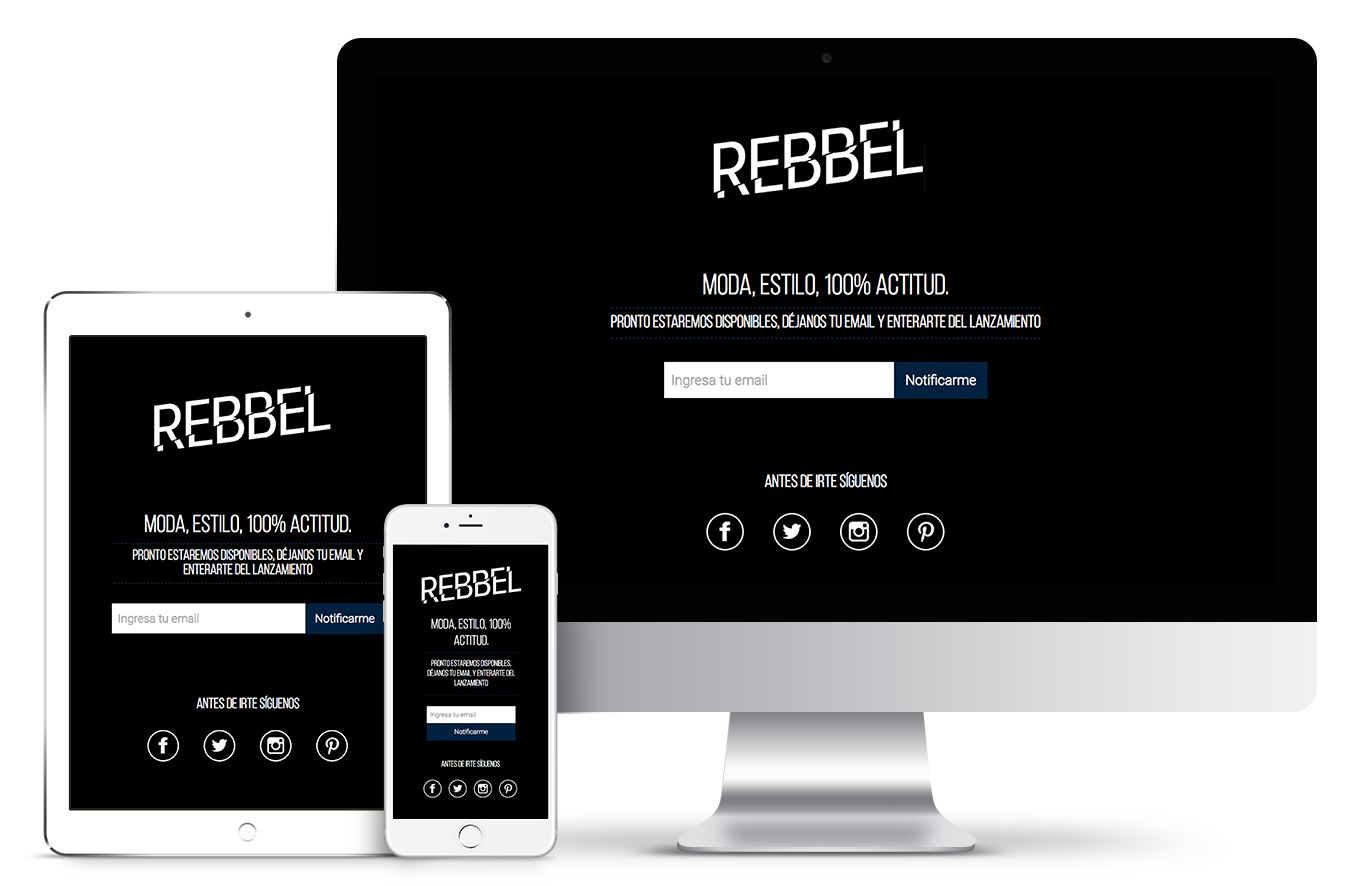 REBBEL
MODA, ESTILO, 100% ACTITUD.
PRONTO ESTAREMOS DISPONIBLES, DÉJANOS TU EMAIL Y ENTERARTE DEL LANZAMIENTO
Ingresa tu email
Notificarme
ANTES DE IRTE SÍGUENOS
REBBEL
MODA, ESTILO, 100% ACTITUD.
PRONTO ESTAREMOS DISPONIBLES, DÉJANOS TU EMAIL Y
ENTERARTE DEL LANZAMIENTO
Ingresa tu email
Notificarme
ANTES DE IRTE SÍGUENOS
REBBEL
MODA, ESTILO, 100%
ACTITUD.
PRONTO ESTAREMOS DISPONIBLES,
DÉJANOS TU EMAIL Y ENTERARTE DEL
LANZAMIENTO
Ingresa tu email
Notificarme
ANTES DE IRTE SÍGUENOS